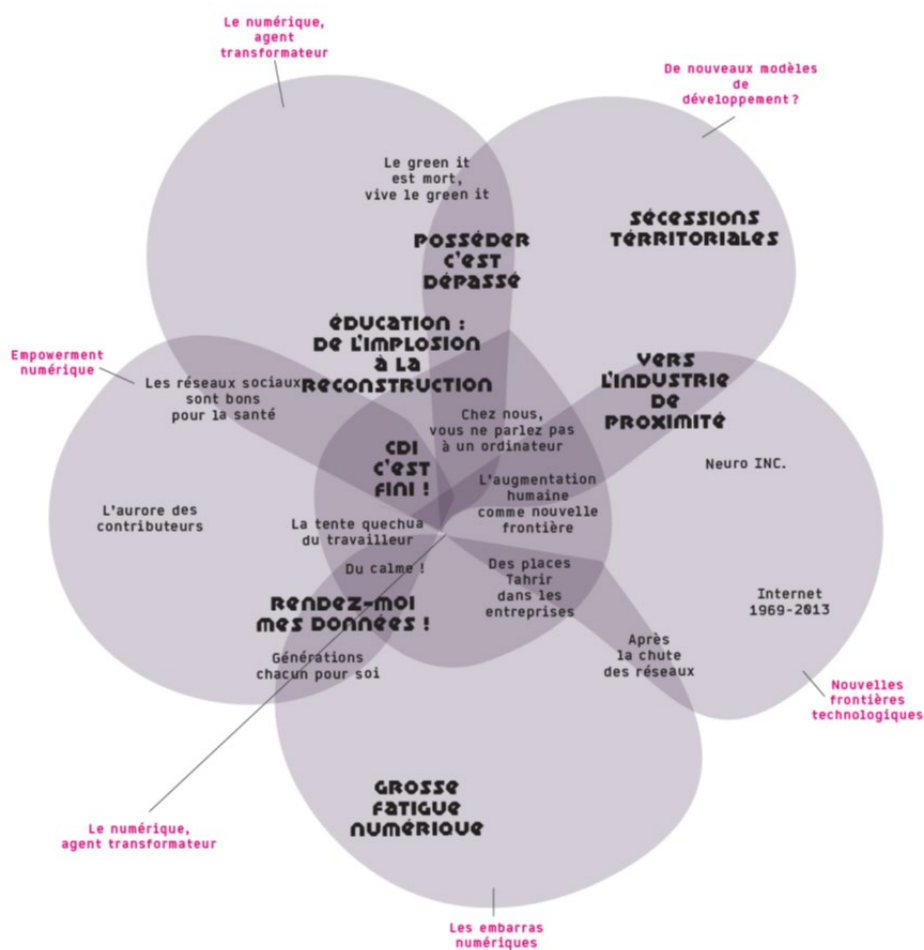 Le numérique,
agent
transformateur
De nouveaux modèles
de
développement ?
Le green it
est mort,
vive le green it
SÉCESSIONS
TÉRRITORIALES
POSSÉDER
C'EST
DÉPASSÉ
ÉDUCATION :
DE L'IMPLOSION
À LA
RECONSTRUCTION
Empowerment
numérique
Les réseaux sociaux
sont bons
pour la santé
VERS
L'INDUSTRIE
DE
PROXIMITÉ
Chez nous,
vous ne parlez pas
à un ordinateur
CDI
C'EST
FINI !
Neuro INC.
L'augmentation
humaine
comme nouvelle
frontière
L'aurore des
contributeurs
La tente quechua
du travailleur
Du calme !
Des places
Tahrir
dans les
entreprises
RENDEZ-MOI
MES DONNÉES !
Internet
1969-2013
Générations
chacun pour soi
Après
la chute
des réseaux
Nouvelles
frontières
technologiques
GROSSE
FATIGUE
NUMÉRIQUE
Le numérique,
agent transformateur
Les embarras
numériques